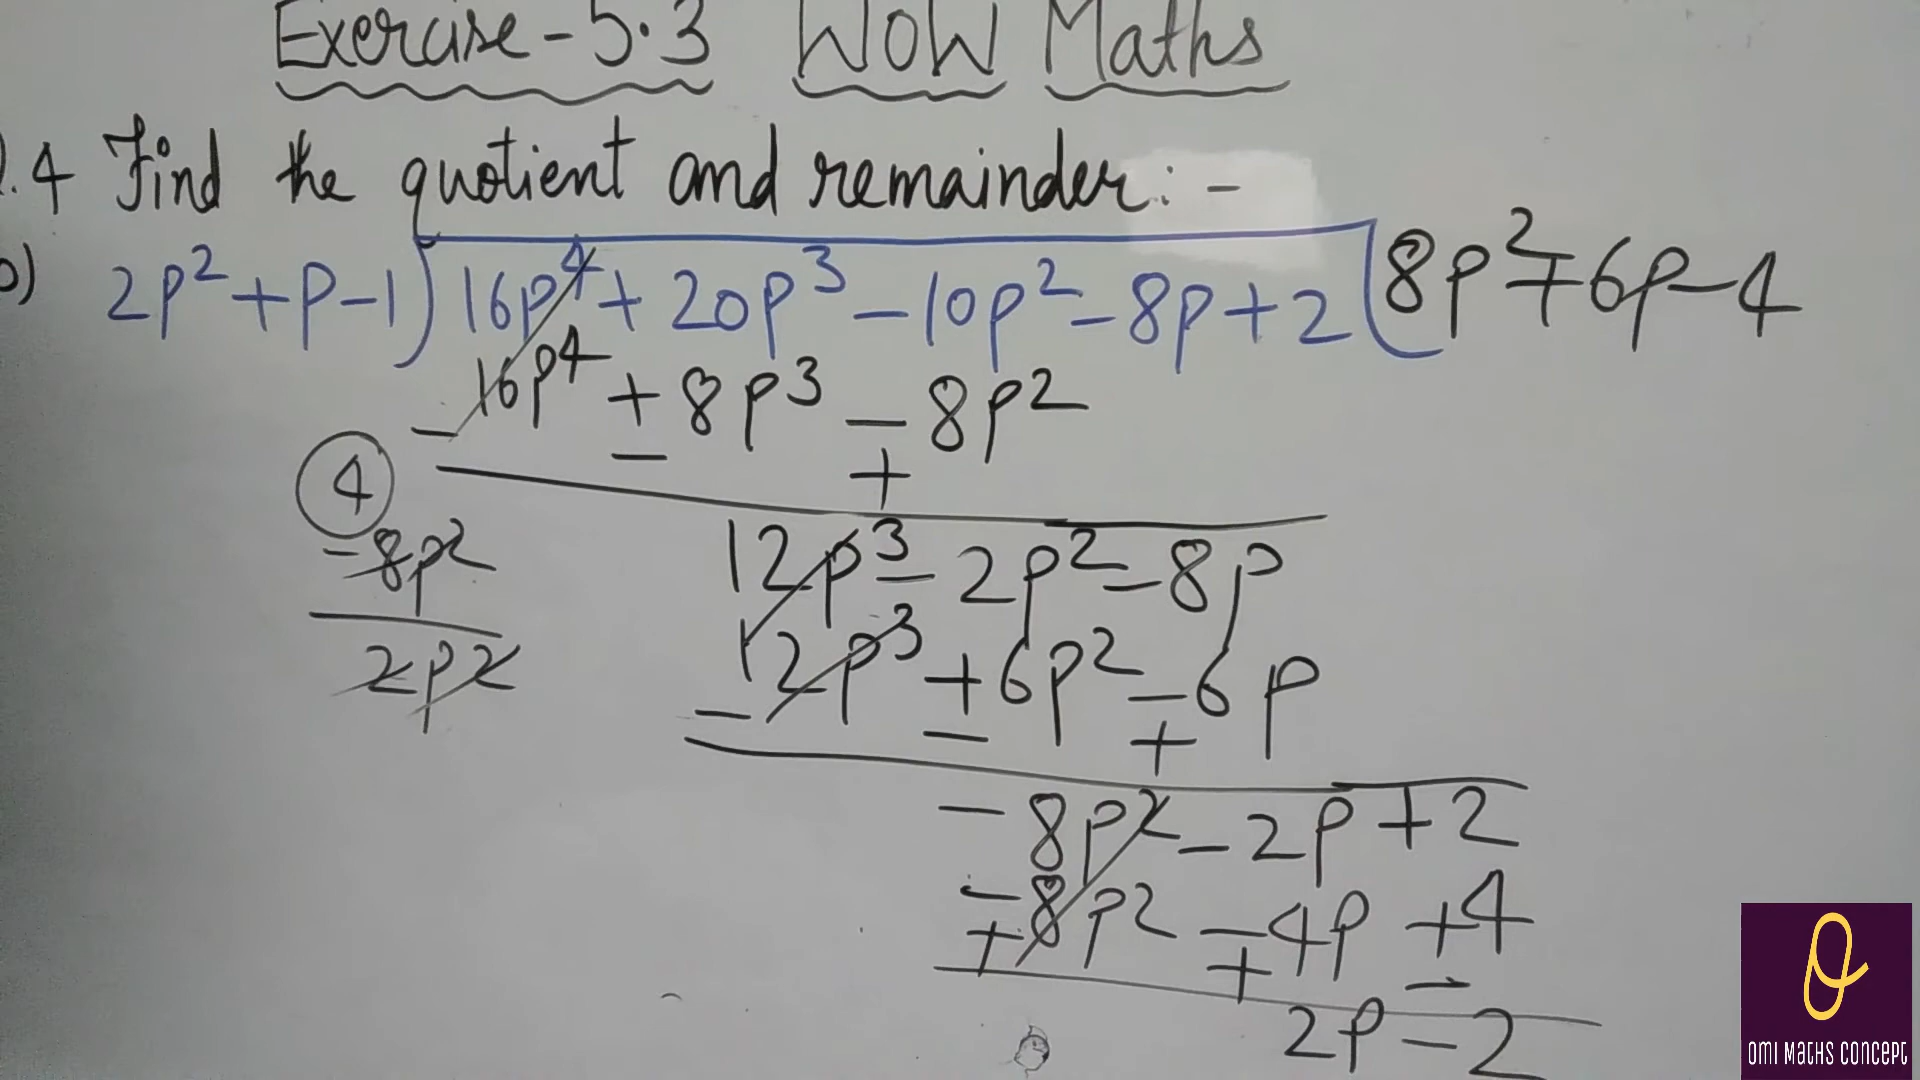 Exercise-5.3 WOW Maths
.4 Find the quotient and remainder:-
b) 2p²+p-1) 16p⁴+20p³-10p²-8p+2 (8p²+6p-4
16p⁴+8p³-8p²
- - +
4
12p³-2p²-8p
-8p²
2p²
12p³+6p²-6p
- - +
-8p²-2p+2
-8p²-4p+4
+ + -
2p-2
OMI MATHS CONCEPT